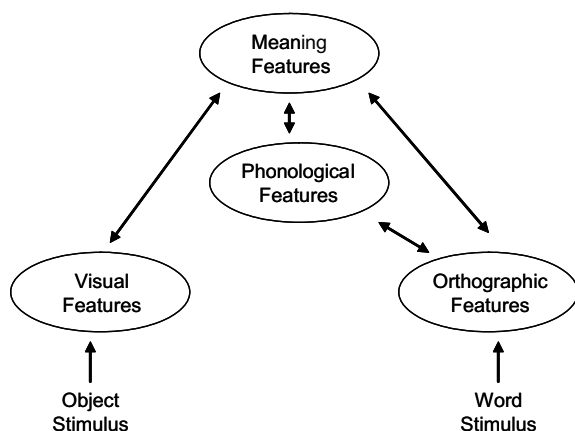 Meaning
Features
Phonological
Features
Visual
Features
Orthographic
Features
Object
Stimulus
Word
Stimulus